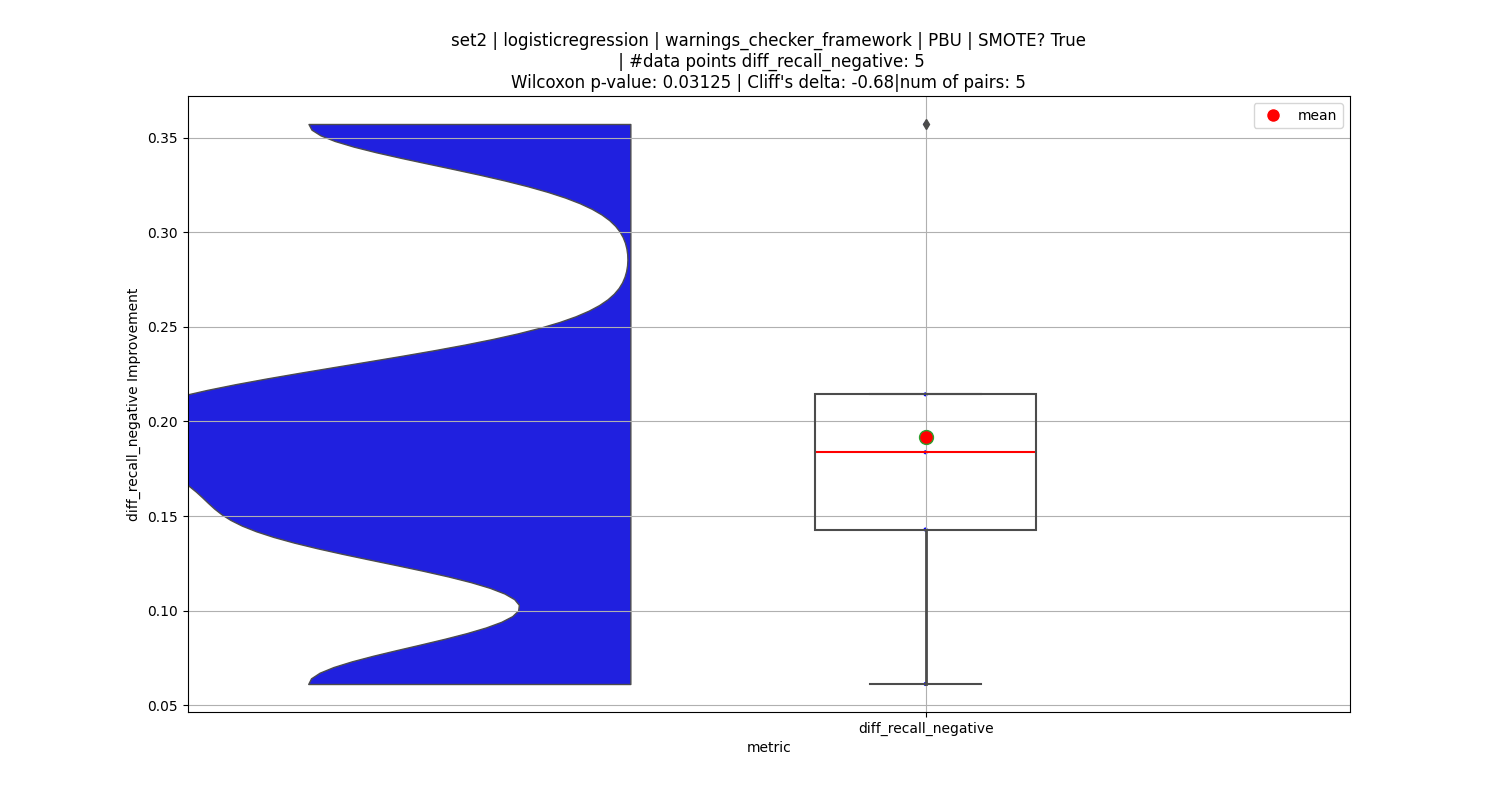 set2 | logisticregression | warnings_checker_framework | PBU | SMOTE? True
| #data points diff_recall_negative: 5
Wilcoxon p-value: 0.03125 | Cliff's delta: -0.68|num of pairs: 5
mean
0.35
0.30
0.25
0.20
0.15
0.10
0.05
diff_recall_negative Improvement
diff_recall_negative
metric